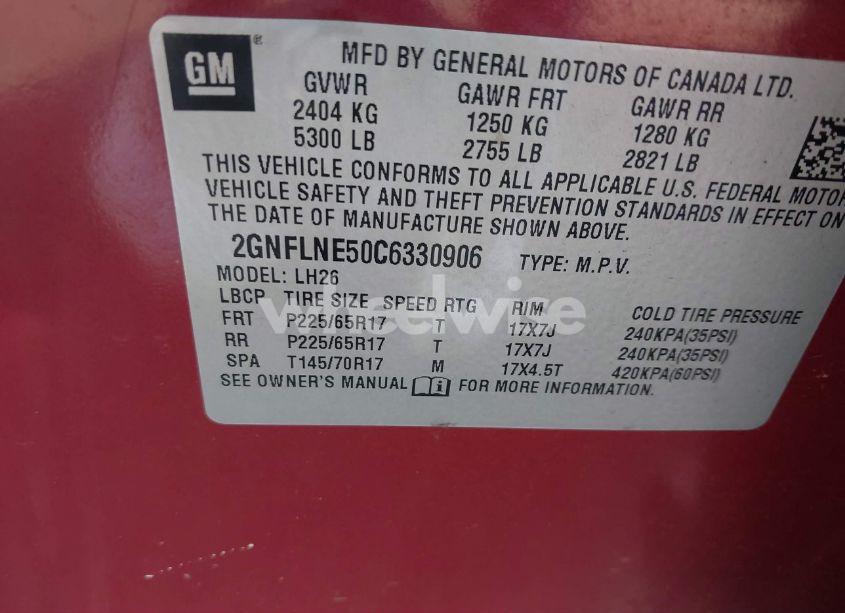 GM ®
MFD BY GENERAL MOTORS OF CANADA LTD.
GVWR GAWR FRT GAWR RR
2404 KG 1250 KG 1280 KG
5300 LB 2755 LB 2821 LB
THIS VEHICLE CONFORMS TO ALL APPLICABLE U.S. FEDERAL MOTOR
VEHICLE SAFETY AND THEFT PREVENTION STANDARDS IN EFFECT ON
THE DATE OF MANUFACTURE SHOWN ABOVE.
2GNFLNE50C6330906 TYPE: M.P.V.
MODEL: LH26
LBCP TIRE SIZE SPEED RTG RIM COLD TIRE PRESSURE
FRT P225/65R17 T 17X7J 240KPA(35PSI)
RR P225/65R17 T 17X7J 240KPA(35PSI)
SPA T145/70R17 M 17X4.5T 420KPA(60PSI)
SEE OWNER'S MANUAL i FOR MORE INFORMATION.
wheelwise